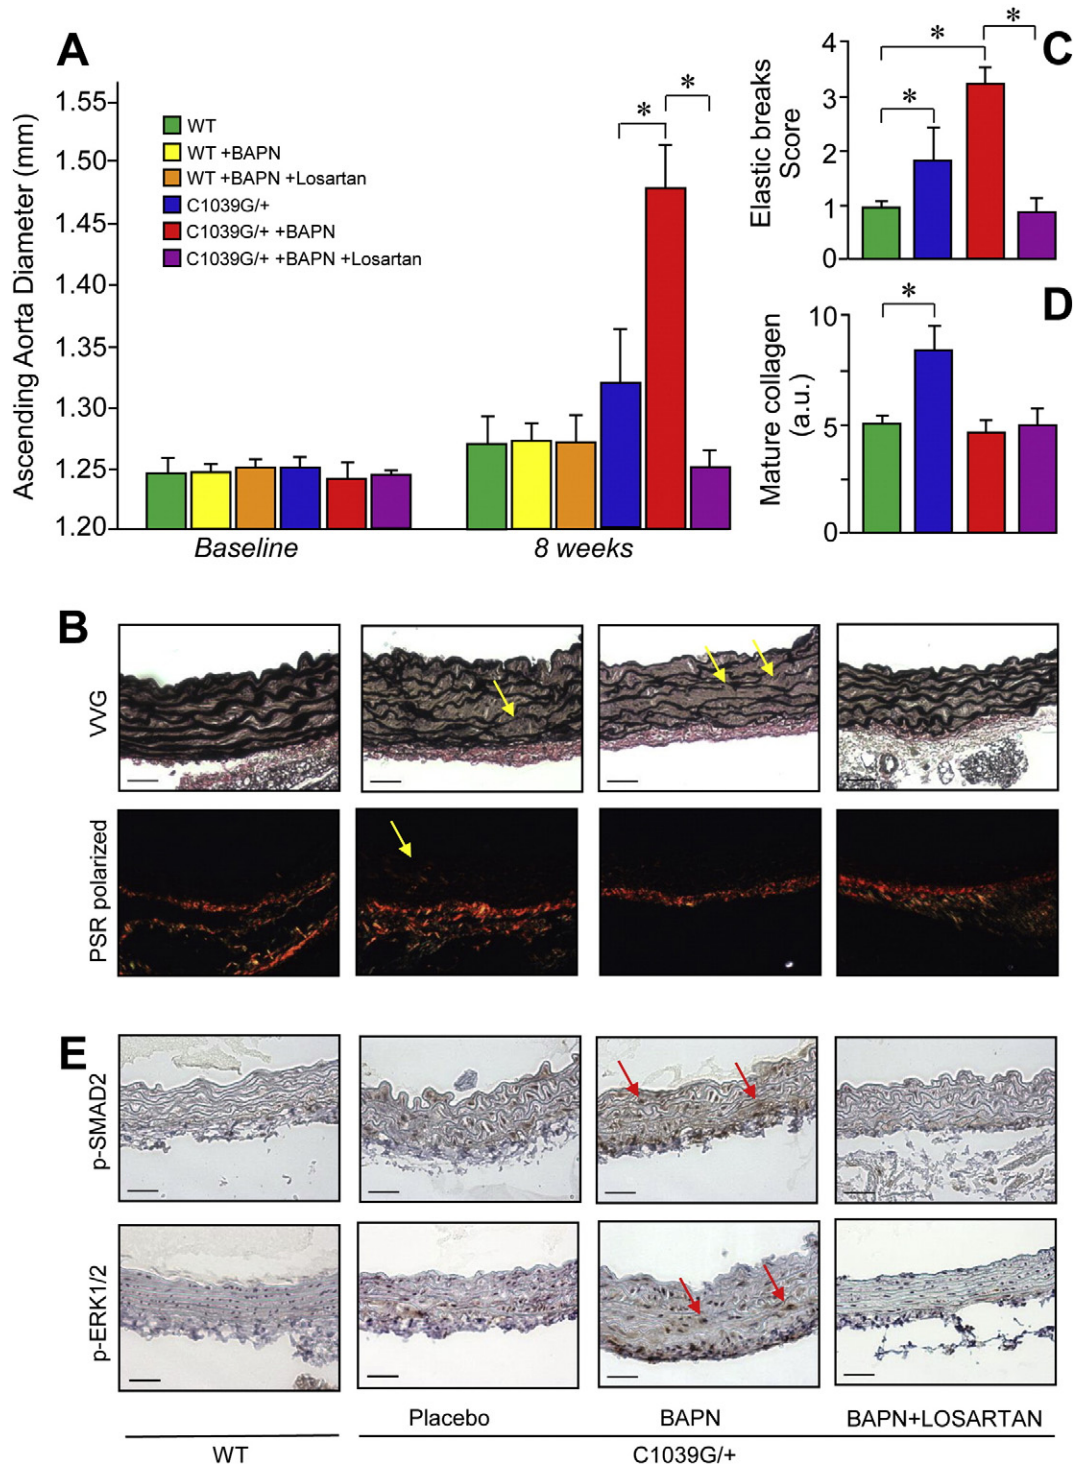 A
Ascending Aorta Diameter (mm)
1.55
1.50
1.45
1.40
1.35
1.30
1.25
1.20
WT
WT +BAPN
WT +BAPN +Losartan
C1039G/+
C1039G/+ +BAPN
C1039G/+ +BAPN +Losartan
*
*
Baseline
8 weeks
C
Elastic breaks
Score
4
3
2
1
0
*
*
*
D
Mature collagen
(a.u.)
10
5
0
*
B
VVG
PSR polarized
E
p-SMAD2
p-ERK1/2
Placebo
BAPN
BAPN+LOSARTAN
WT
C1039G/+